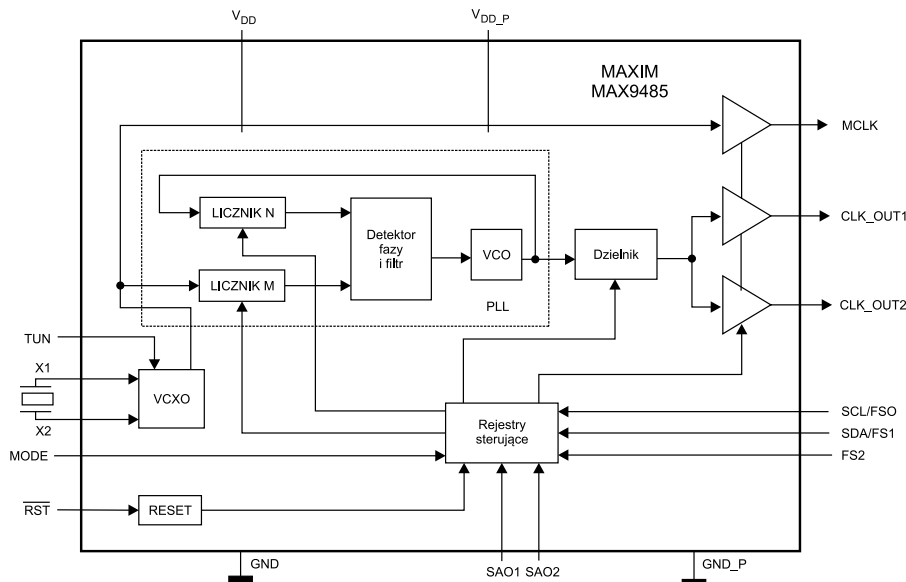 VDD
VDD_P
MAXIM
MAX9485
MCLK
LICZNIK N
CLK_OUT1
Detektor
fazy
i filtr
VCO
Dzielnik
LICZNIK M
PLL
CLK_OUT2
TUN
X1
VCXO
X2
Rejestry
sterujące
SCL/FSO
SDA/FS1
MODE
FS2
RST
RESET
GND
SAO1 SAO2
GND_P